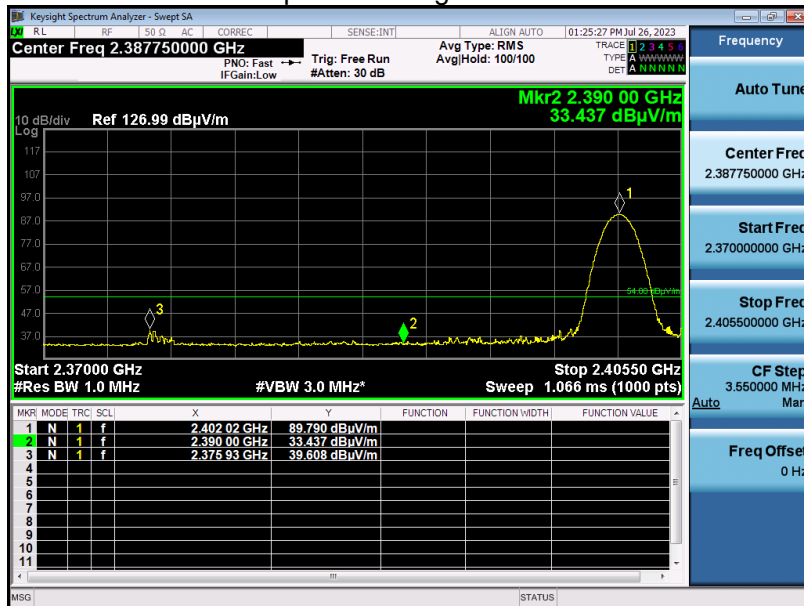 Keysight Spectrum Analyzer - Swept SA
LXI RL RF 50 Ω AC CORREC SENSE:INT ALIGN AUTO 01:25:27 PM Jul 26, 2023
Center Freq 2.387750000 GHz
PNO: Fast
IFGain:Low
Trig: Free Run
#Atten: 30 dB
Avg Type: RMS
Avg|Hold: 100/100
TRACE 1 2 3 4 5 6
TYPE A WWWWW
DET A N N N N N
Mkr2 2.390 00 GHz
10 dB/div Ref 126.99 dBµV/m 33.437 dBµV/m
Log
117
107
97.0
87.0
77.0
67.0
57.0
47.0
37.0
1
54.00 dBµV/m
3
2
Start 2.37000 GHz Stop 2.40550 GHz
#Res BW 1.0 MHz #VBW 3.0 MHz* Sweep 1.066 ms (1000 pts)
MKR MODE TRC SCL X Y FUNCTION FUNCTION WIDTH FUNCTION VALUE
1 N 1 f 2.402 02 GHz 89.790 dBµV/m
2 N 1 f 2.390 00 GHz 33.437 dBµV/m
3 N 1 f 2.375 93 GHz 39.608 dBµV/m
4
5
6
7
8
9
10
11
MSG STATUS
Frequency
Auto Tune
Center Freq
2.387750000 GHz
Start Freq
2.370000000 GHz
Stop Freq
2.405500000 GHz
CF Step
3.550000 MHz
Auto Man
Freq Offset
0 Hz